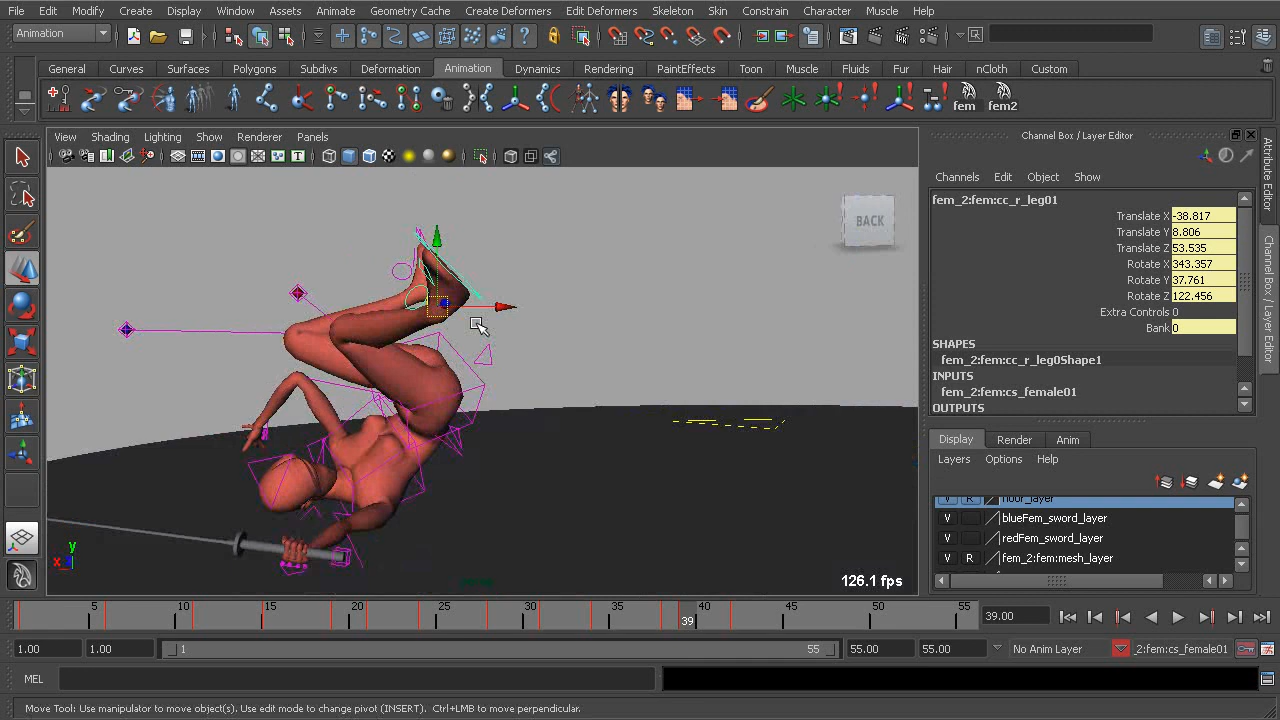 File Edit Modify Create Display Window Assets Animate Geometry Cache Create Deformers Edit Deformers Skeleton Skin Constrain Character Muscle Help
Animation
General Curves Surfaces Polygons Subdivs Deformation Animation Dynamics Rendering PaintEffects Toon Muscle Fluids Fur Hair nCloth Custom
fem fem2
View Shading Lighting Show Renderer Panels
Channel Box / Layer Editor
Channels Edit Object Show
fem_2:fem:cc_r_leg01
Translate X -38.817
Translate Y 8.806
Translate Z 53.535
Rotate X 343.357
Rotate Y 37.761
Rotate Z 122.456
Extra Controls 0
Bank 0
SHAPES
fem_2:fem:cc_r_leg0Shape1
INPUTS
fem_2:fem:cs_female01
OUTPUTS
Attribute Editor
Channel Box / Layer Editor
BACK
Display Render Anim
Layers Options Help
V R floor_layer
V blueFem_sword_layer
V redFem_sword_layer
V R fem_2:fem:mesh_layer
y
x
126.1 fps
5 10 15 20 25 30 35 39 40 45 50 55 39.00
1.00 1.00 1 55 55.00 55.00 No Anim Layer _2:fem:cs_female01
MEL
Move Tool: Use manipulator to move object(s). Use edit mode to change pivot (INSERT). Ctrl+LMB to move perpendicular.